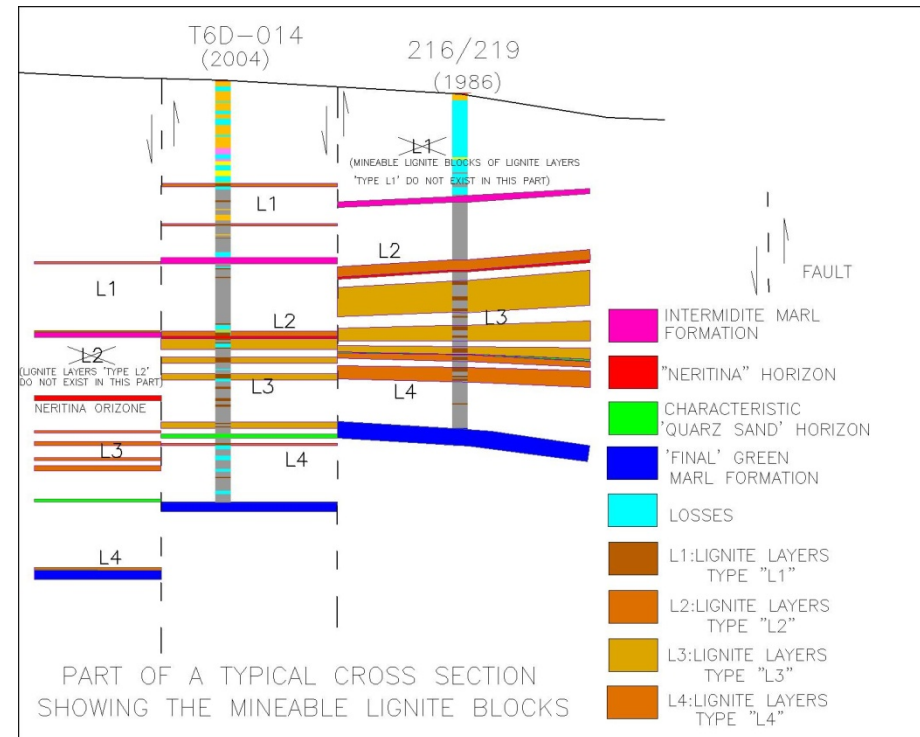 T6D-014
(2004)
216/219
(1986)
L1
(MINEABLE LIGNITE BLOCKS OF LIGNITE LAYERS
'TYPE L1' DO NOT EXIST IN THIS PART)
L1
L2
L1
L2
L3
L2
(LIGNITE LAYERS 'TYPE L2'
DO NOT EXIST IN THIS PART)
L3
L4
NERITINA ORIZONE
L3
L4
L4
FAULT
INTERMIDITE MARL
FORMATION
"NERITINA" HORIZON
CHARACTERISTIC
'QUARZ SAND' HORIZON
'FINAL' GREEN
MARL FORMATION
LOSSES
L1:LIGNITE LAYERS
TYPE "L1"
L2:LIGNITE LAYERS
TYPE "L2"
L3:LIGNITE LAYERS
TYPE "L3"
L4:LIGNITE LAYERS
TYPE "L4"
PART OF A TYPICAL CROSS SECTION
SHOWING THE MINEABLE LIGNITE BLOCKS